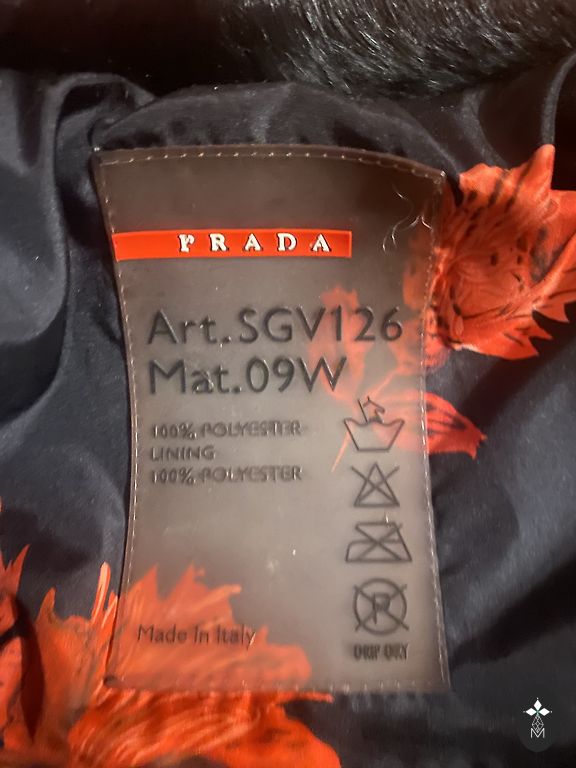 PRADA
Art.SGV126
Mat.09W
100% POLYESTER
LINING
100% POLYESTER
P
DRIP DRY
Made In Italy
M